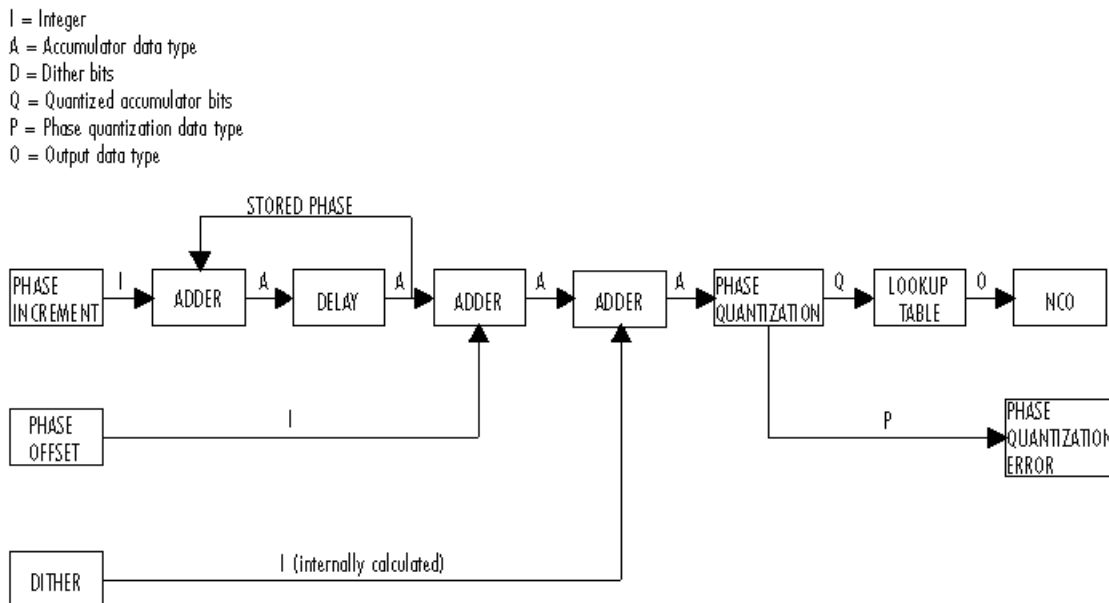 I = Integer
A = Accumulator data type
D = Dither bits
Q = Quantized accumulator bits
P = Phase quantization data type
O = Output data type
STORED PHASE
PHASE
INCREMENT
I
ADDER
A
DELAY
A
ADDER
A
ADDER
A
PHASE
QUANTIZATION
Q
LOOKUP
TABLE
O
NCO
PHASE
OFFSET
I
P
PHASE
QUANTIZATION
ERROR
DITHER
I (internally calculated)